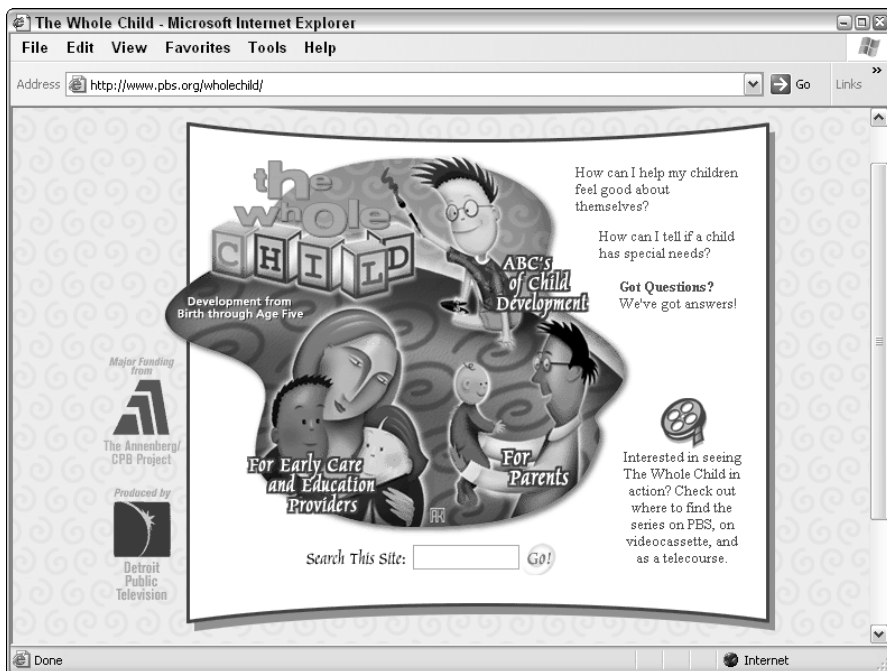 The Whole Child - Microsoft Internet Explorer
File Edit View Favorites Tools Help
Address http://www.pbs.org/wholechild/ Go Links »
the
whole
CHILD
Development from
Birth through Age Five
ABC's
of Child
Development
How can I help my children
feel good about
themselves?
How can I tell if a child
has special needs?
Got Questions?
We've got answers!
Major Funding
from
The Annenberg/
CPB Project
Produced by
Detroit
Public
Television
For Early Care
and Education
Providers
For
Parents
Interested in seeing
The Whole Child in
action? Check out
where to find the
series on PBS, on
videocassette, and
as a telecourse.
Search This Site: Go!
Done Internet